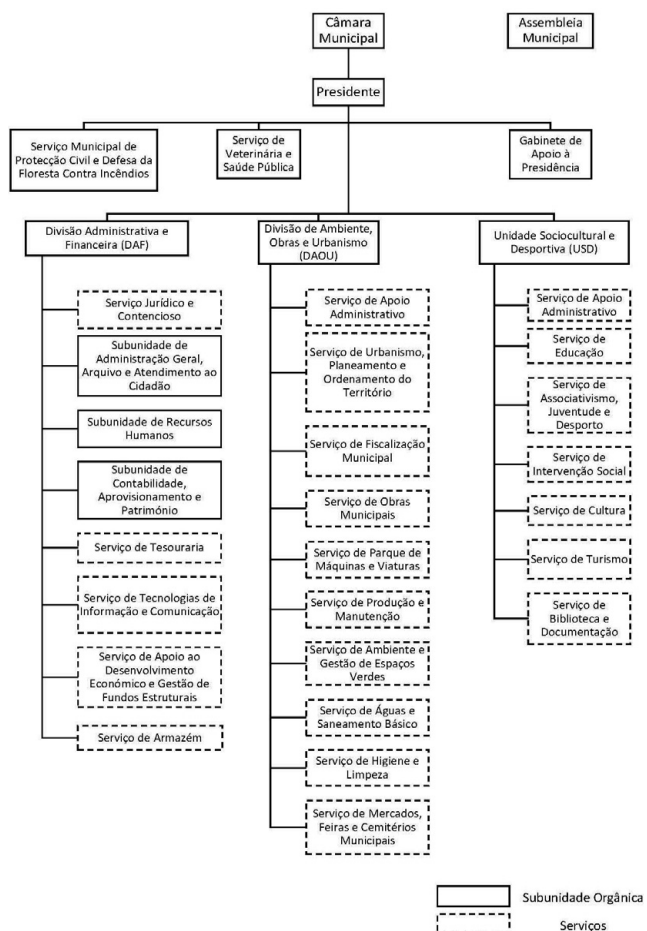 Câmara
Municipal
Assembleia
Municipal
Presidente
Serviço Municipal de
Protecção Civil e Defesa da
Floresta Contra Incêndios
Serviço de
Veterinária e
Saúde Pública
Gabinete de
Apoio à
Presidência
Divisão Administrativa e
Financeira (DAF)
Serviço Jurídico e
Contencioso
Subunidade de
Administração Geral,
Arquivo e Atendimento ao
Cidadão
Subunidade de Recursos
Humanos
Subunidade de
Contabilidade,
Aprovisionamento e
Património
Serviço de Tesouraria
Serviço de Tecnologias de
Informação e Comunicação
Serviço de Apoio ao
Desenvolvimento
Económico e Gestão de
Fundos Estruturais
Serviço de Armazém
Divisão de Ambiente,
Obras e Urbanismo
(DAOU)
Serviço de Apoio
Administrativo
Serviço de Urbanismo,
Planeamento e
Ordenamento do
Território
Serviço de Fiscalização
Municipal
Serviço de Obras
Municipais
Serviço de Parque de
Máquinas e Viaturas
Serviço de Produção e
Manutenção
Serviço de Ambiente e
Gestão de Espaços
Verdes
Serviço de Águas e
Saneamento Básico
Serviço de Higiene e
Limpeza
Serviço de Mercados,
Feiras e Cemitérios
Municipais
Unidade Sociocultural e
Desportiva (USD)
Serviço de Apoio
Administrativo
Serviço de
Educação
Serviço de
Associativismo,
Juventude e
Desporto
Serviço de
Intervenção Social
Serviço de Cultura
Serviço de Turismo
Serviço de
Biblioteca e
Documentação
Subunidade Orgânica
Serviços